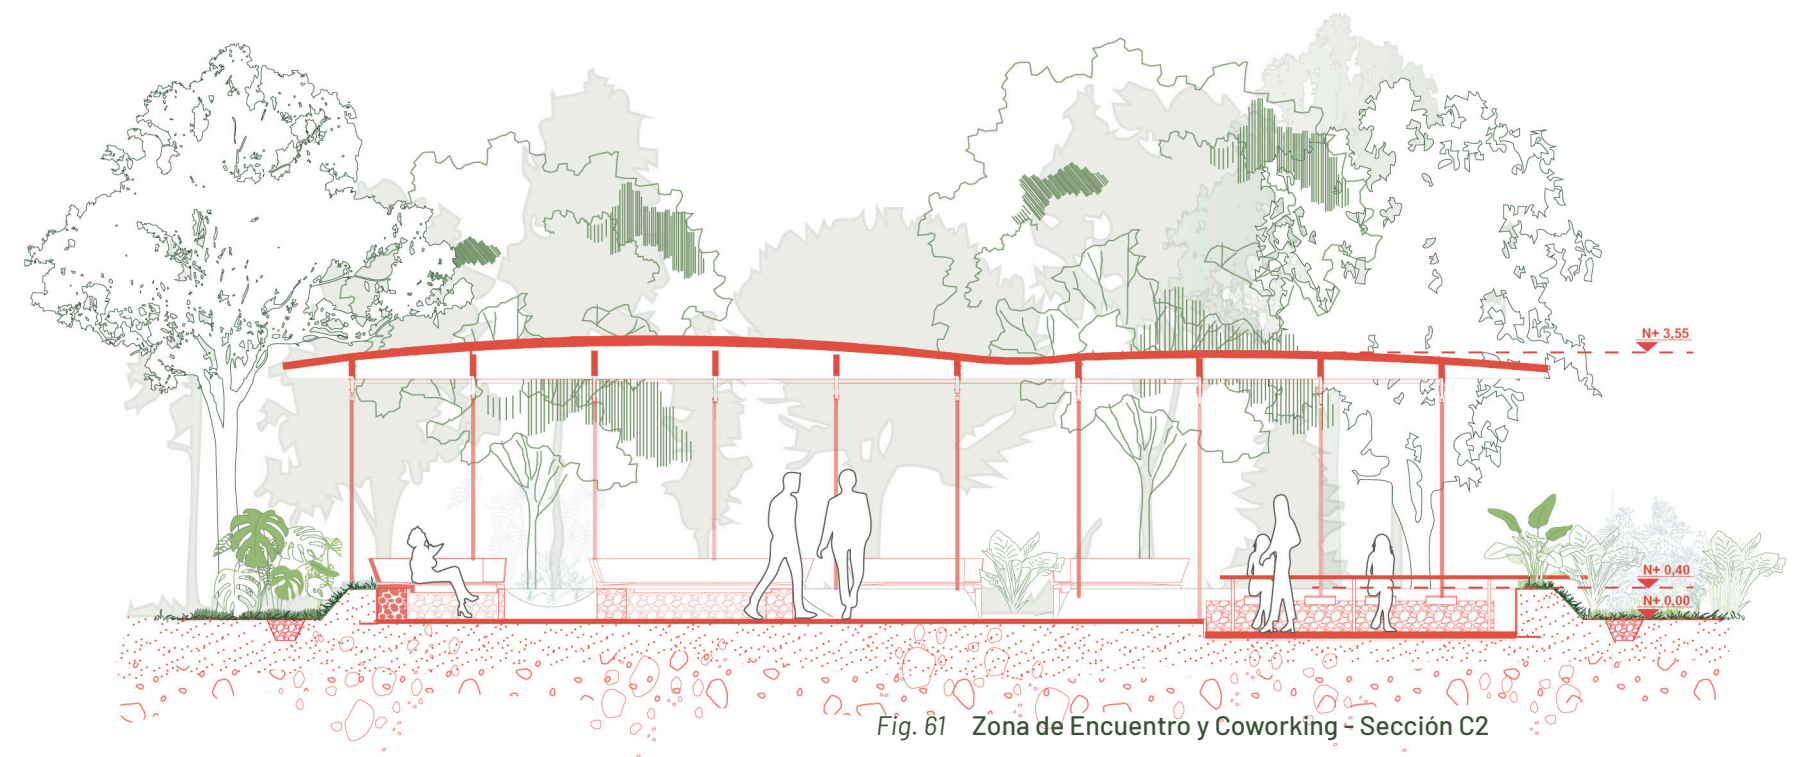 N+ 3,55
N+ 0,40
N+ 0,00
Fig. 61 Zona de Encuentro y Coworking - Sección C2